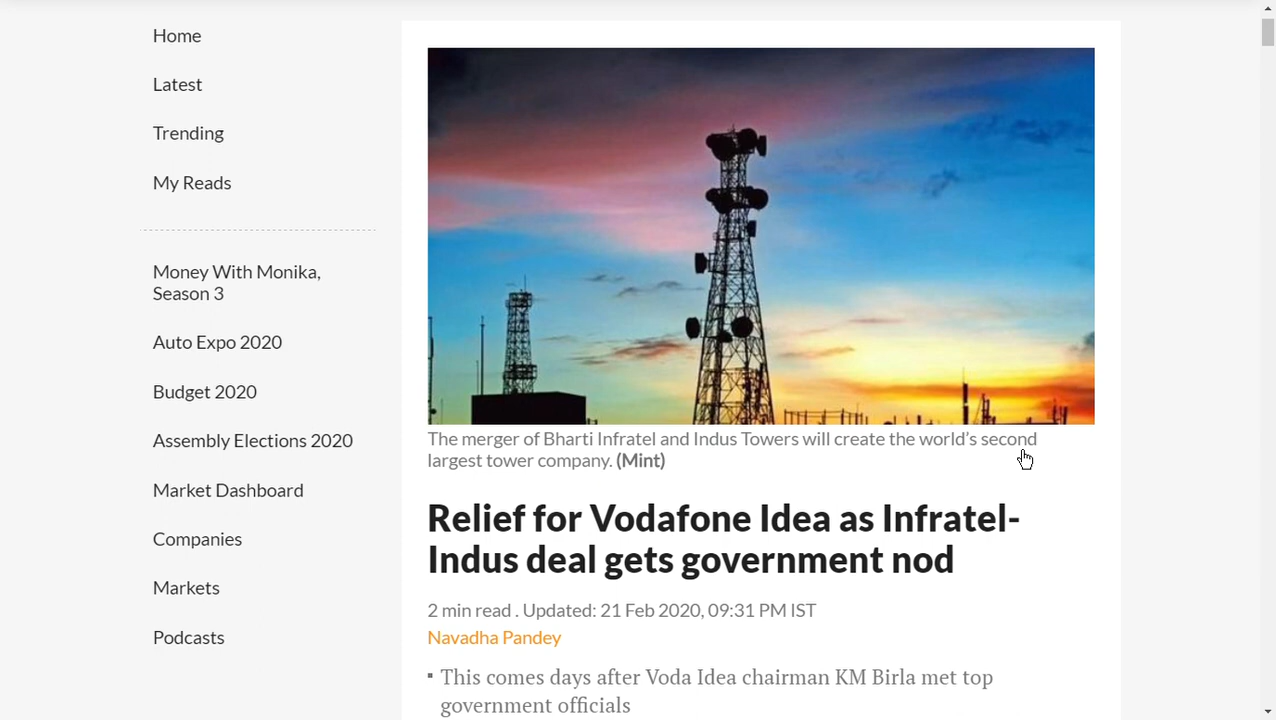 Home
Latest
Trending
My Reads
Money With Monika,
Season 3
Auto Expo 2020
Budget 2020
Assembly Elections 2020
Market Dashboard
Companies
Markets
Podcasts
The merger of Bharti Infratel and Indus Towers will create the world’s second
largest tower company. (Mint)
Relief for Vodafone Idea as Infratel-
Indus deal gets government nod
2 min read . Updated: 21 Feb 2020, 09:31 PM IST
Navadha Pandey
▪ This comes days after Voda Idea chairman KM Birla met top
government officials